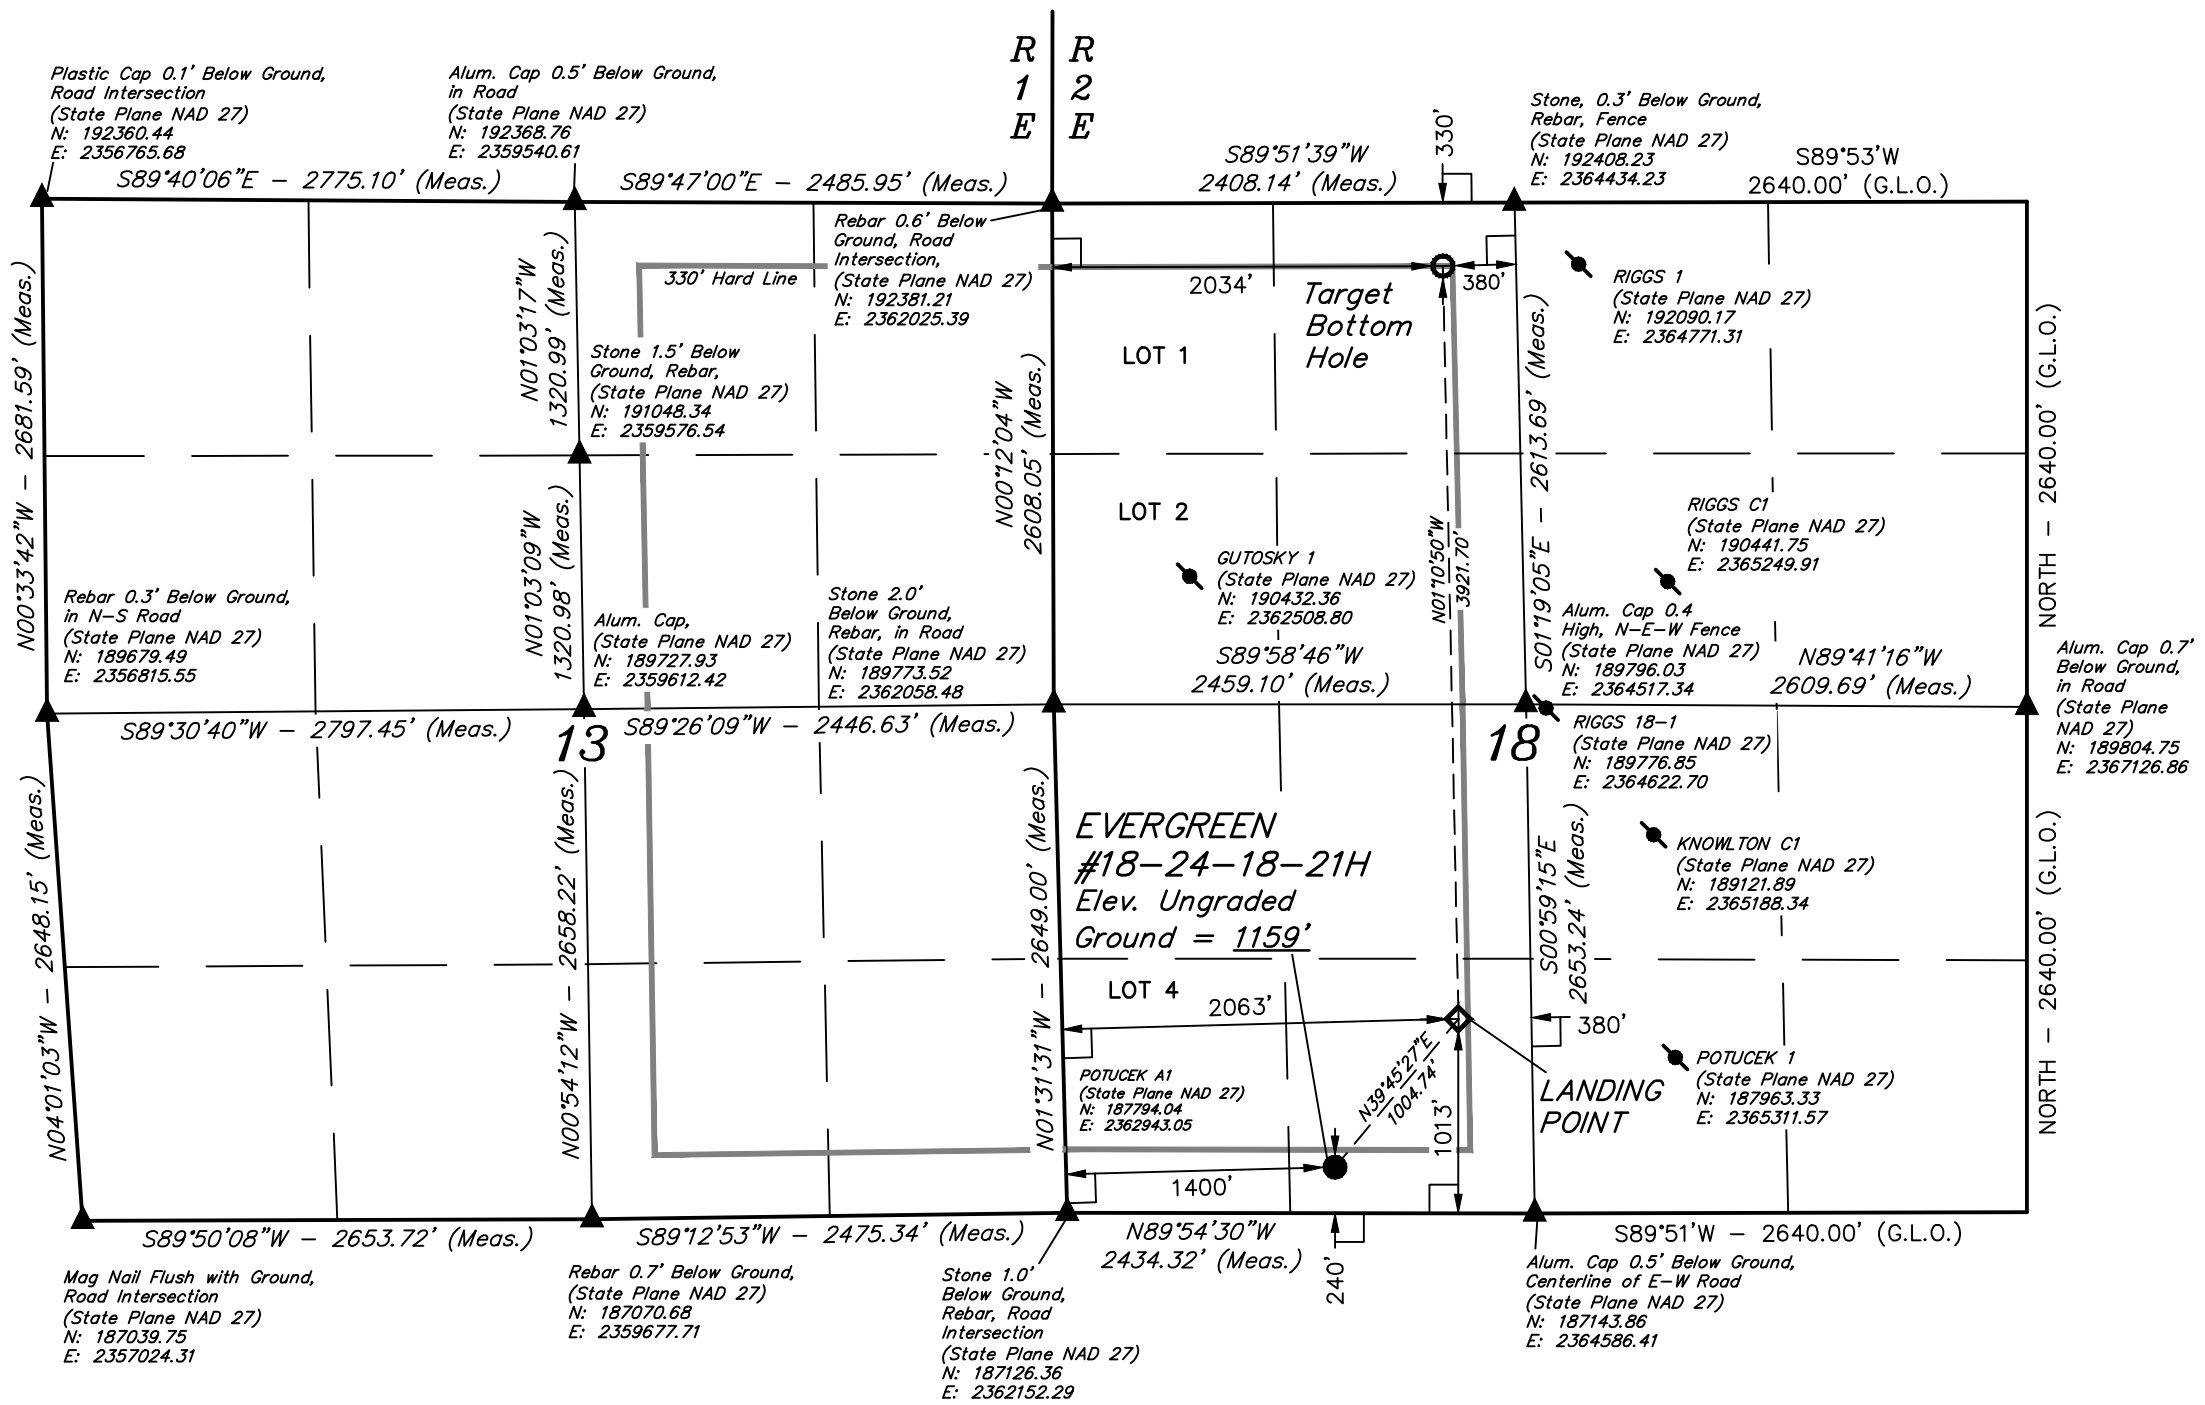 R R
1 2
E E
Plastic Cap 0.1' Below Ground,
Road Intersection
(State Plane NAD 27)
N: 192360.44
E: 2356765.68
Alum. Cap 0.5' Below Ground,
in Road
(State Plane NAD 27)
N: 192368.76
E: 2359540.61
Stone, 0.3' Below Ground,
Rebar, Fence
(State Plane NAD 27)
N: 192408.23
E: 2364434.23
330'
S89°40'06"E - 2775.10' (Meas.)
S89°47'00"E - 2485.95' (Meas.)
S89°51'39"W
2408.14' (Meas.)
S89°53'W
2640.00' (G.L.O.)
Rebar 0.6' Below
Ground, Road
Intersection,
(State Plane NAD 27)
N: 192381.21
E: 2362025.39
330' Hard Line
2034'
380'
Target
Bottom
Hole
RIGGS 1
(State Plane NAD 27)
N: 192090.17
E: 2364771.31
N00°33'42"W - 2681.59' (Meas.)
N01°03'17"W
1320.99' (Meas.)
Stone 1.5' Below
Ground, Rebar,
(State Plane NAD 27)
N: 191048.34
E: 2359576.54
LOT 1
N00°12'04"W
2608.05' (Meas.)
S01°19'05"E - 2613.69' (Meas.)
NORTH - 2640.00' (G.L.O.)
LOT 2
N01°03'09"W
1320.98' (Meas.)
GUTOSKY 1
(State Plane NAD 27)
N: 190432.36
E: 2362508.80
N01°10'50"W
3921.70'
RIGGS C1
(State Plane NAD 27)
N: 190441.75
E: 2365249.91
Rebar 0.3' Below Ground,
in N-S Road
(State Plane NAD 27)
N: 189679.49
E: 2356815.55
Alum. Cap,
(State Plane NAD 27)
N: 189727.93
E: 2359612.42
Stone 2.0'
Below Ground,
Rebar, in Road
(State Plane NAD 27)
N: 189773.52
E: 2362058.48
S89°58'46"W
2459.10' (Meas.)
Alum. Cap 0.4
High, N-E-W Fence
(State Plane NAD 27)
N: 189796.03
E: 2364517.34
N89°41'16"W
2609.69' (Meas.)
Alum. Cap 0.7'
Below Ground,
in Road
(State Plane
NAD 27)
N: 189804.75
E: 2367126.86
S89°30'40"W - 2797.45' (Meas.)
13
S89°26'09"W - 2446.63' (Meas.)
18
RIGGS 18-1
(State Plane NAD 27)
N: 189776.85
E: 2364622.70
EVERGREEN
#18-24-18-21H
Elev. Ungraded
Ground = 1159'
KNOWLTON C1
(State Plane NAD 27)
N: 189121.89
E: 2365188.34
N04°01'03"W - 2648.15' (Meas.)
N00°54'12"W - 2658.22' (Meas.)
N01°31'31"W - 2649.00' (Meas.)
S00°59'15"E
2653.24' (Meas.)
NORTH - 2640.00' (G.L.O.)
LOT 4
2063'
380'
POTUCEK A1
(State Plane NAD 27)
N: 187794.04
E: 2362943.05
N39°45'27"E
1004.74'
1013'
LANDING
POINT
POTUCEK 1
(State Plane NAD 27)
N: 187963.33
E: 2365311.57
1400'
S89°50'08"W - 2653.72' (Meas.)
S89°12'53"W - 2475.34' (Meas.)
N89°54'30"W
2434.32' (Meas.)
240'
S89°51'W - 2640.00' (G.L.O.)
Mag Nail Flush with Ground,
Road Intersection
(State Plane NAD 27)
N: 187039.75
E: 2357024.31
Rebar 0.7' Below Ground,
(State Plane NAD 27)
N: 187070.68
E: 2359677.71
Stone 1.0'
Below Ground,
Rebar, Road
Intersection
(State Plane NAD 27)
N: 187126.36
E: 2362152.29
Alum. Cap 0.5' Below Ground,
Centerline of E-W Road
(State Plane NAD 27)
N: 187143.86
E: 2364586.41